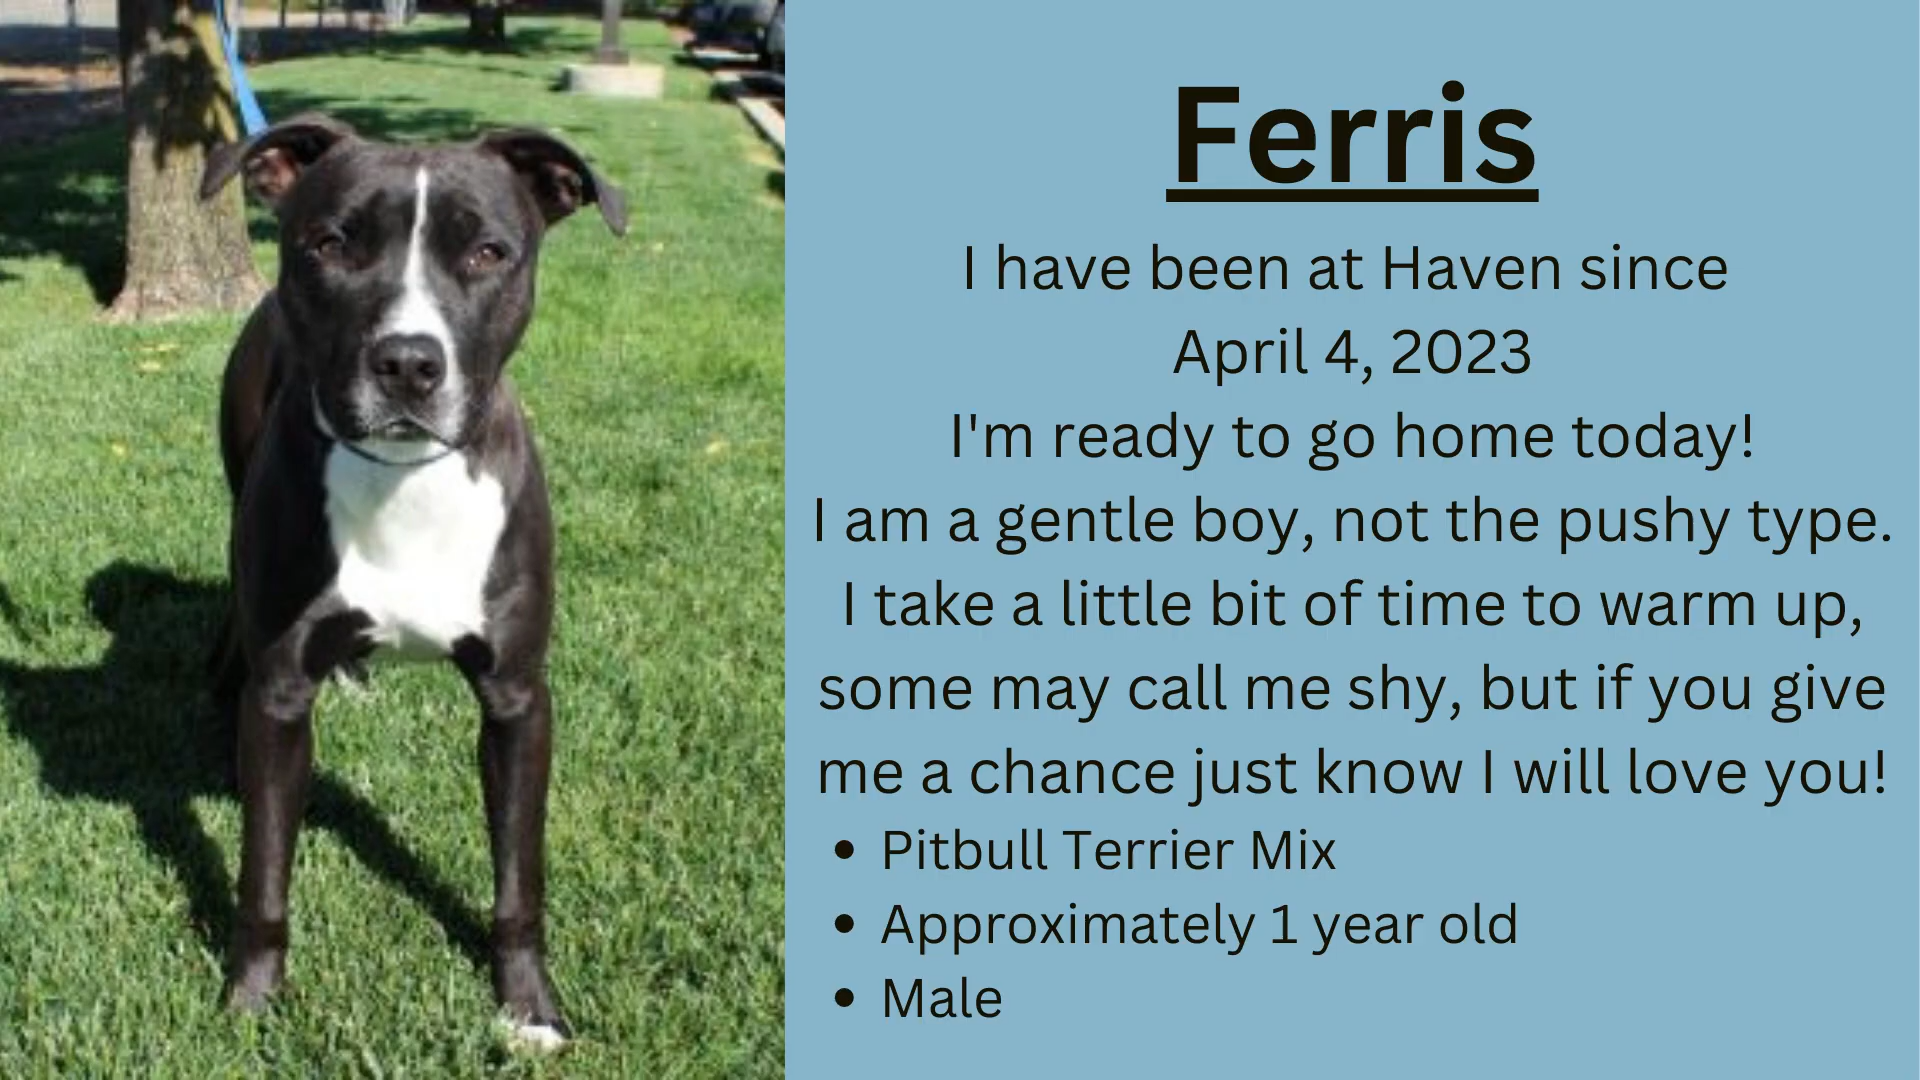 Ferris
I have been at Haven since
April 4, 2023
I'm ready to go home today!
I am a gentle boy, not the pushy type.
I take a little bit of time to warm up,
some may call me shy, but if you give
me a chance just know I will love you!
• Pitbull Terrier Mix
• Approximately 1 year old
• Male